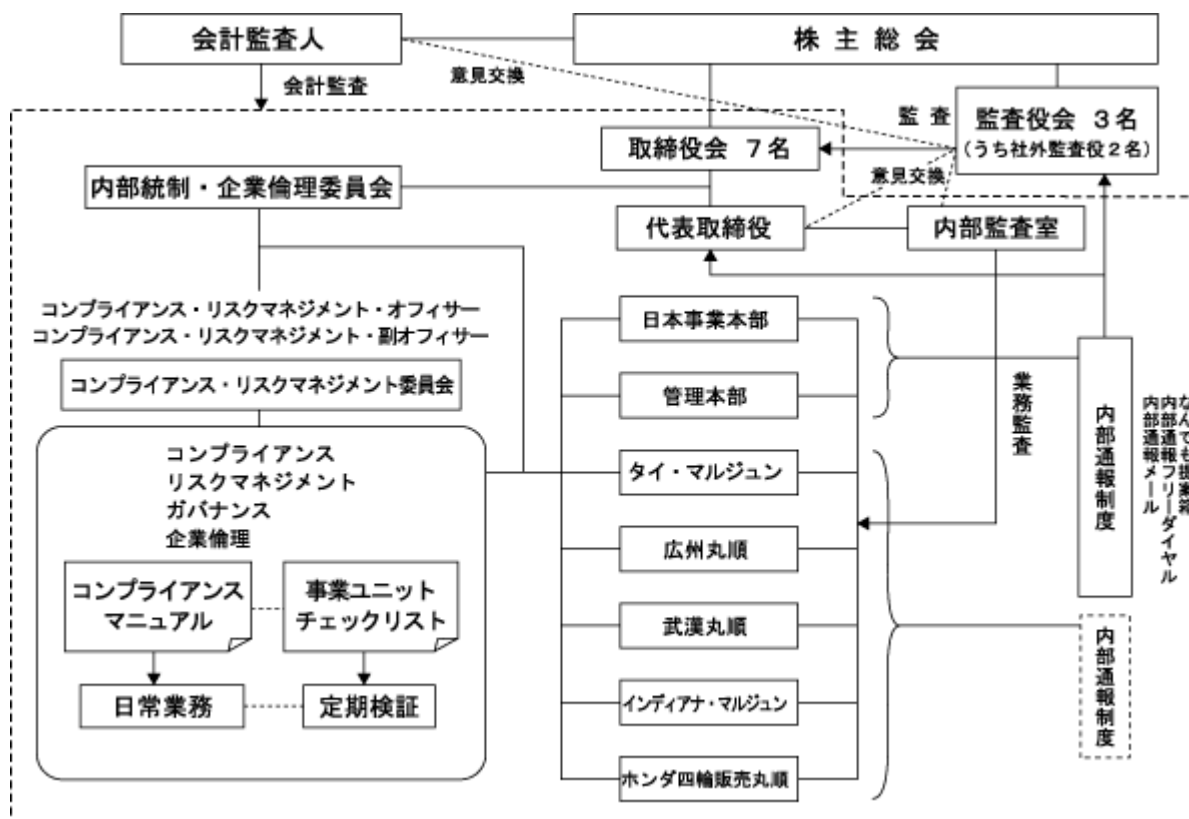 会計監査人
株主総会
会計監査
意見交換
監査
監査役会 3名
(うち社外監査役2名)
取締役会 7名
意見交換
内部統制・企業倫理委員会
代表取締役
内部監査室
コンプライアンス・リスクマネジメント・オフィサー
コンプライアンス・リスクマネジメント・副オフィサー
コンプライアンス・リスクマネジメント委員会
コンプライアンス
リスクマネジメント
ガバナンス
企業倫理
コンプライアンス
マニュアル
事業ユニット
チェックリスト
日常業務
定期検証
日本事業本部
管理本部
タイ・マルジュン
広州丸順
武漢丸順
インディアナ・マルジュン
ホンダ四輪販売丸順
業務監査
内部通報制度
なんでも提案箱
内部通報フリーダイヤル
内部通報メール
内部通報制度